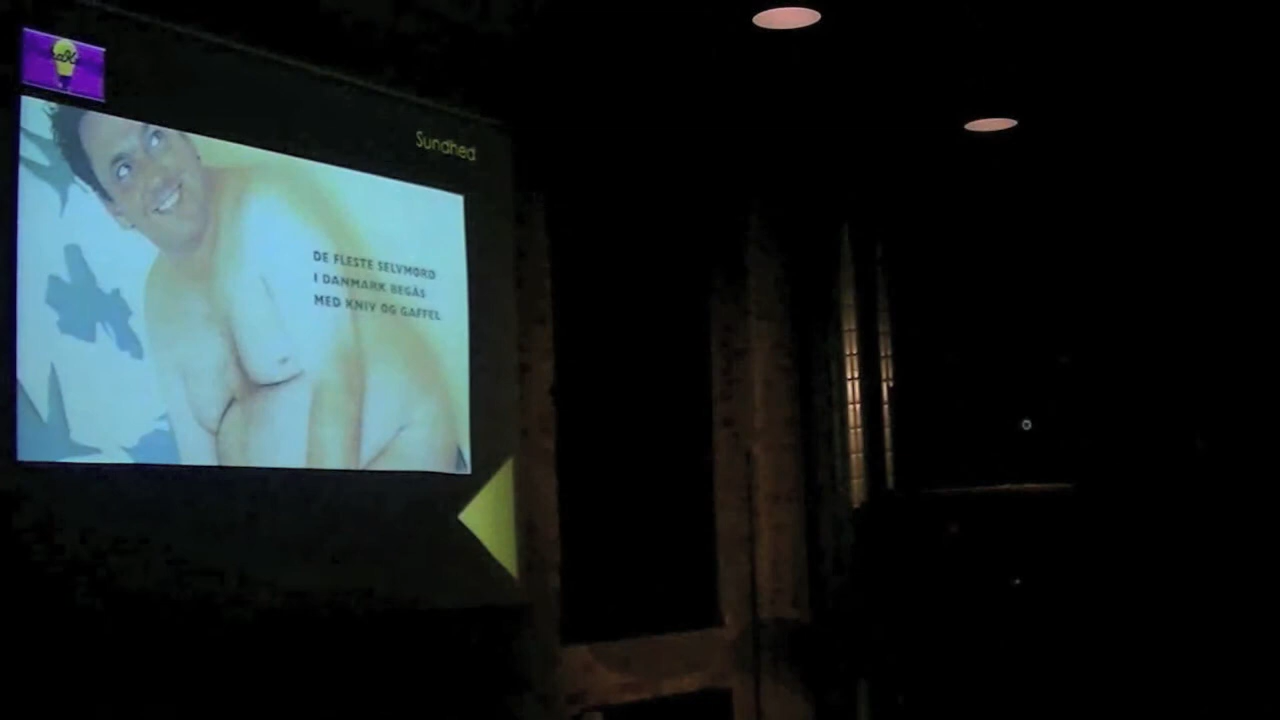 Sundhed
DE FLESTE SELVMORD
I DANMARK BEGÅS
MED KNIV OG GAFFEL